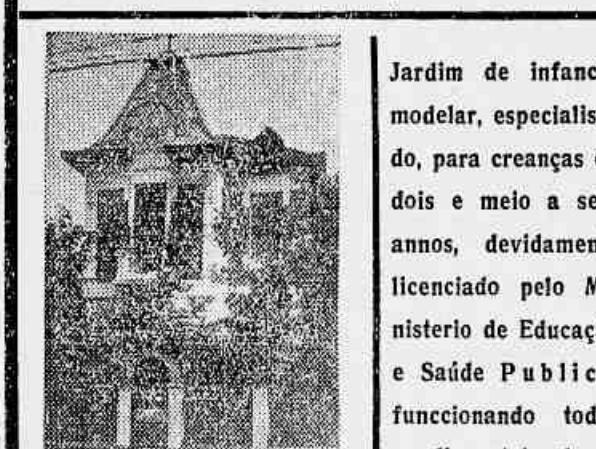 Jardim de infanc
modelar, especialis
do, para creanças
dois e meio a se
annos, devidamen
licenciado pelo M
nisterio de Educaç
e Saúde Public
funccionando tod